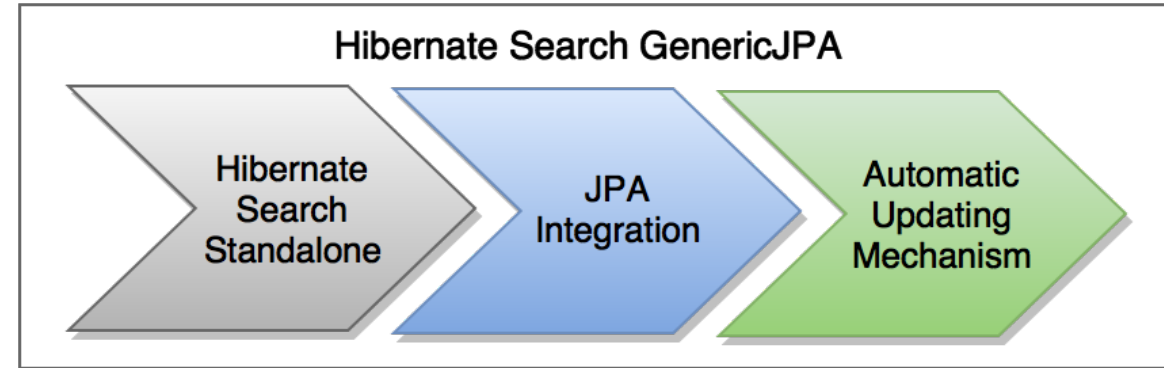 Hibernate Search GenericJPA
Hibernate
Search
Standalone
JPA
Integration
Automatic
Updating
Mechanism